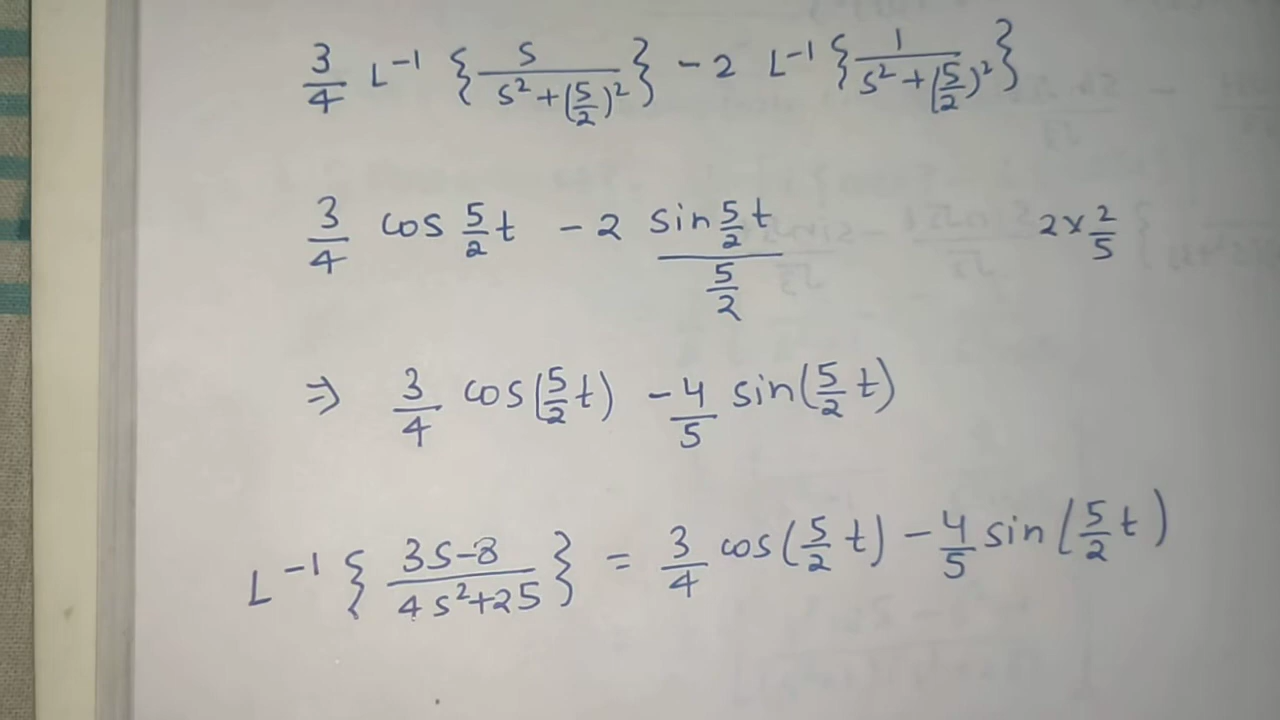 3/4 L⁻¹ {s/(s²+(5/2)²)} - 2 L⁻¹ {1/(s²+(5/2)²)}
3/4 cos 5/2 t - 2 (sin 5/2 t)/(5/2) 2×2/5
⇒ 3/4 cos(5/2 t) - 4/5 sin(5/2 t)
L⁻¹ {(3s-8)/(4s²+25)} = 3/4 cos(5/2 t) - 4/5 sin(5/2 t)